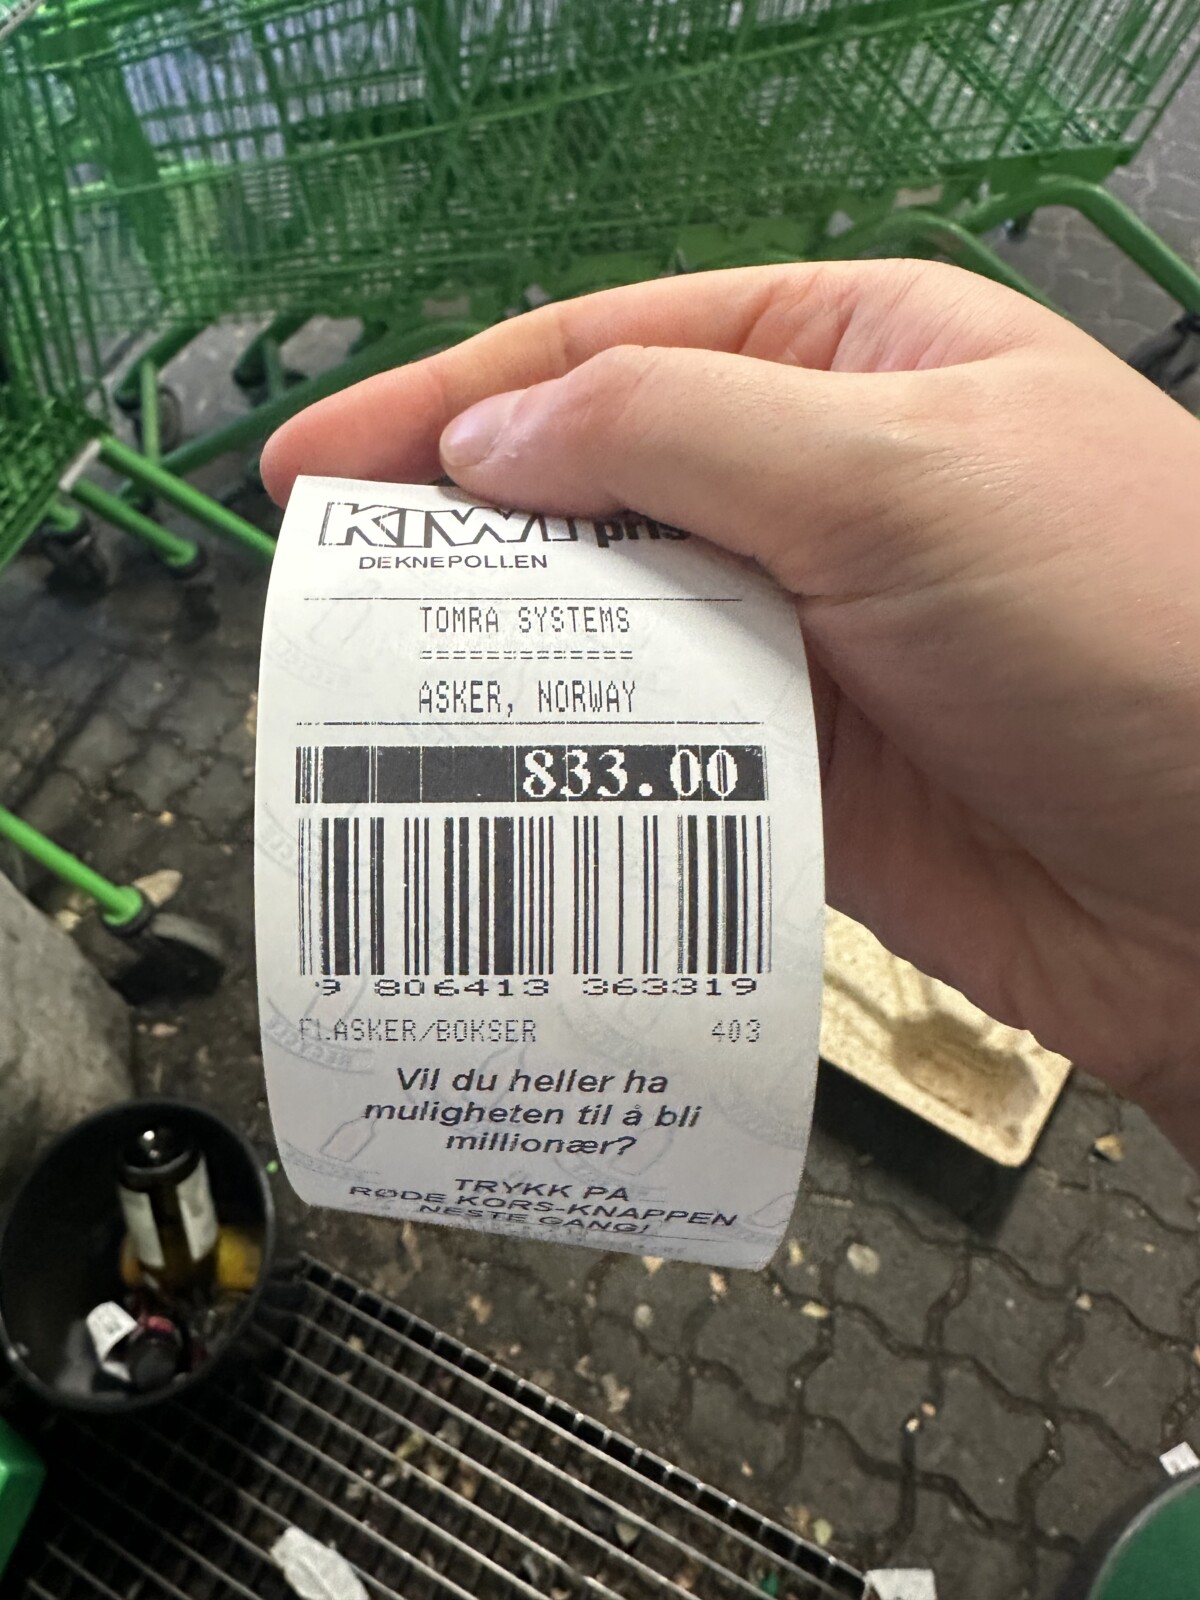 KIWI pris
DEKNEPOLLEN
TOMRA SYSTEMS
=============
ASKER, NORWAY
833.00
9 806413 363319
FLASKER/BOKSER 403
Vil du heller ha
muligheten til å bli
millionær?
TRYKK PA
RØDE KORS-KNAPPEN
NESTE GANG!